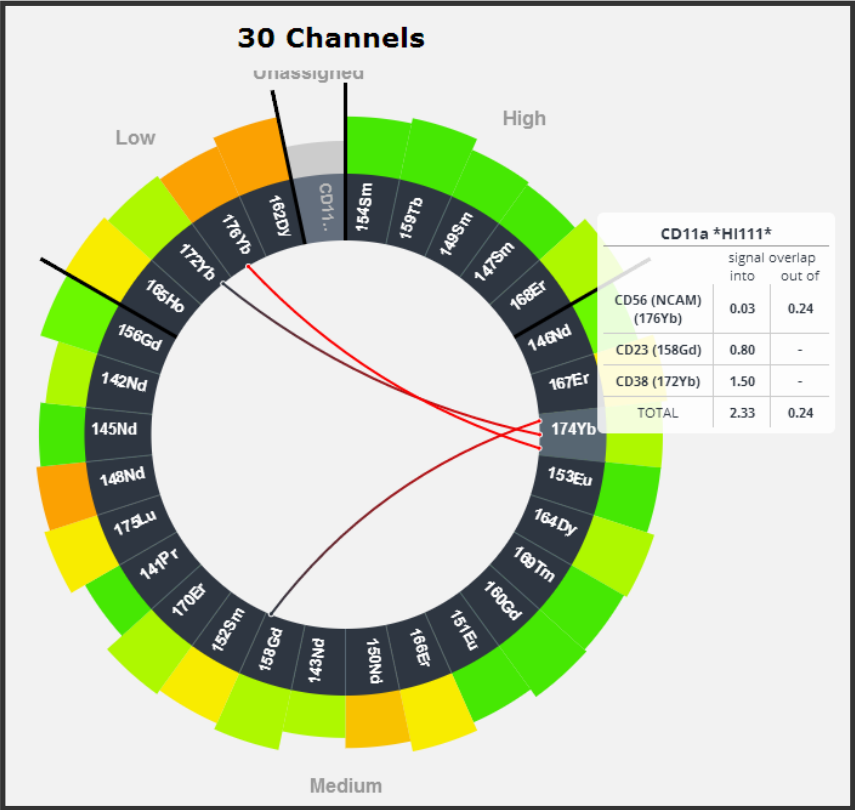 30 Channels
Unassigned
Low
High
CD11..
154Sm
159Tb
149Sm
147Sm
168Er
146Nd
167Er
174Yb
153Eu
164Dy
169Tm
160Gd
151Eu
166Er
150Nd
143Nd
158Gd
152Sm
170Er
141Pr
175Lu
148Nd
145Nd
142Nd
156Gd
165Ho
172Yb
176Yb
162Dy
CD11a *HI111*
signal overlap
into out of
CD56 (NCAM)
(176Yb) 0.03 0.24
CD23 (158Gd) 0.80 -
CD38 (172Yb) 1.50 -
TOTAL 2.33 0.24
Medium